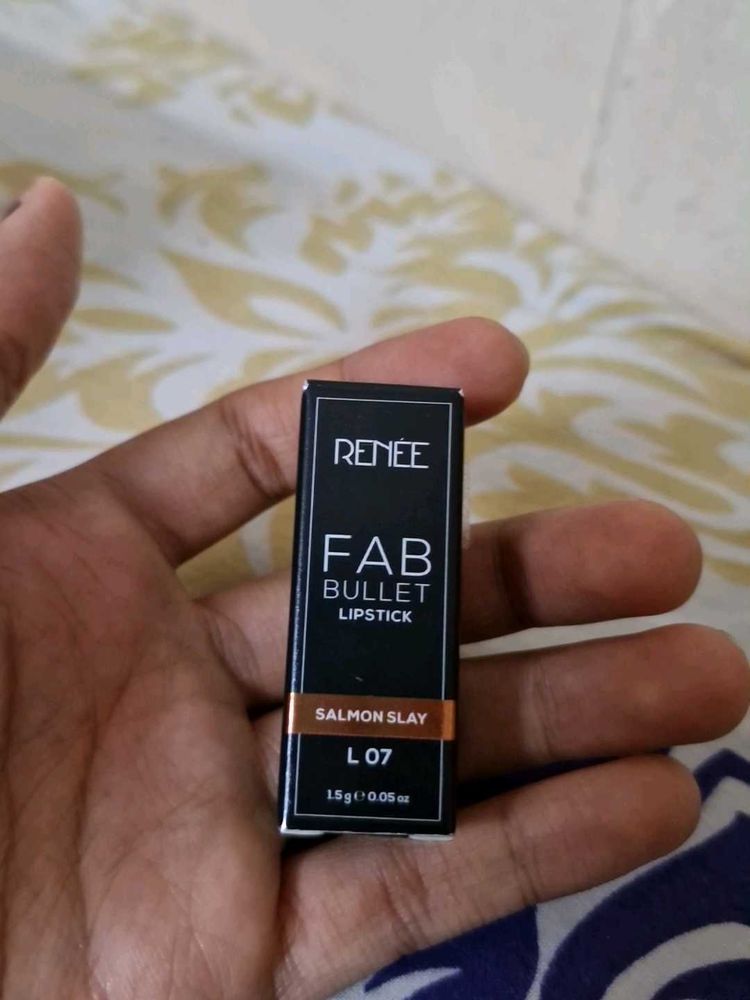 RENÉE
FAB
BULLET
LIPSTICK
SALMON SLAY
L 07
1.5 g ℮ 0.05 oz